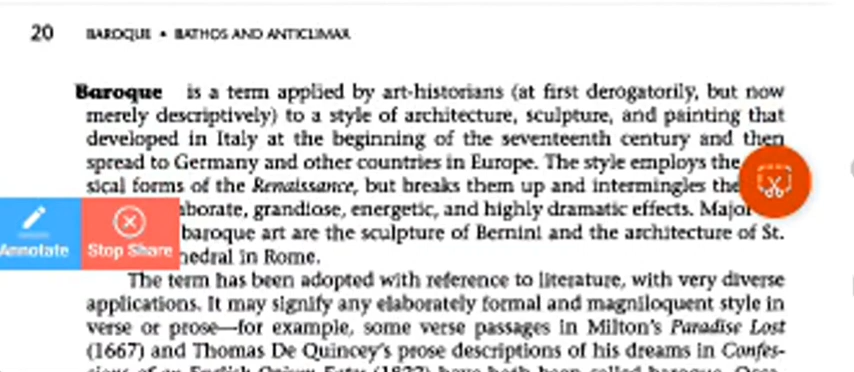 20 BAROQUE • BATHOS AND ANTICLIMAX
Baroque is a term applied by art-historians (at first derogatorily, but now
merely descriptively) to a style of architecture, sculpture, and painting that
developed in Italy at the beginning of the seventeenth century and then
spread to Germany and other countries in Europe. The style employs the
sical forms of the Renaissance, but breaks them up and intermingles the
aborate, grandiose, energetic, and highly dramatic effects. Major
Annotate Stop Share
baroque art are the sculpture of Bernini and the architecture of St.
hedral in Rome.
The term has been adopted with reference to literature, with very diverse
applications. It may signify any elaborately formal and magniloquent style in
verse or prose—for example, some verse passages in Milton's Paradise Lost
(1667) and Thomas De Quincey's prose descriptions of his dreams in Confes-